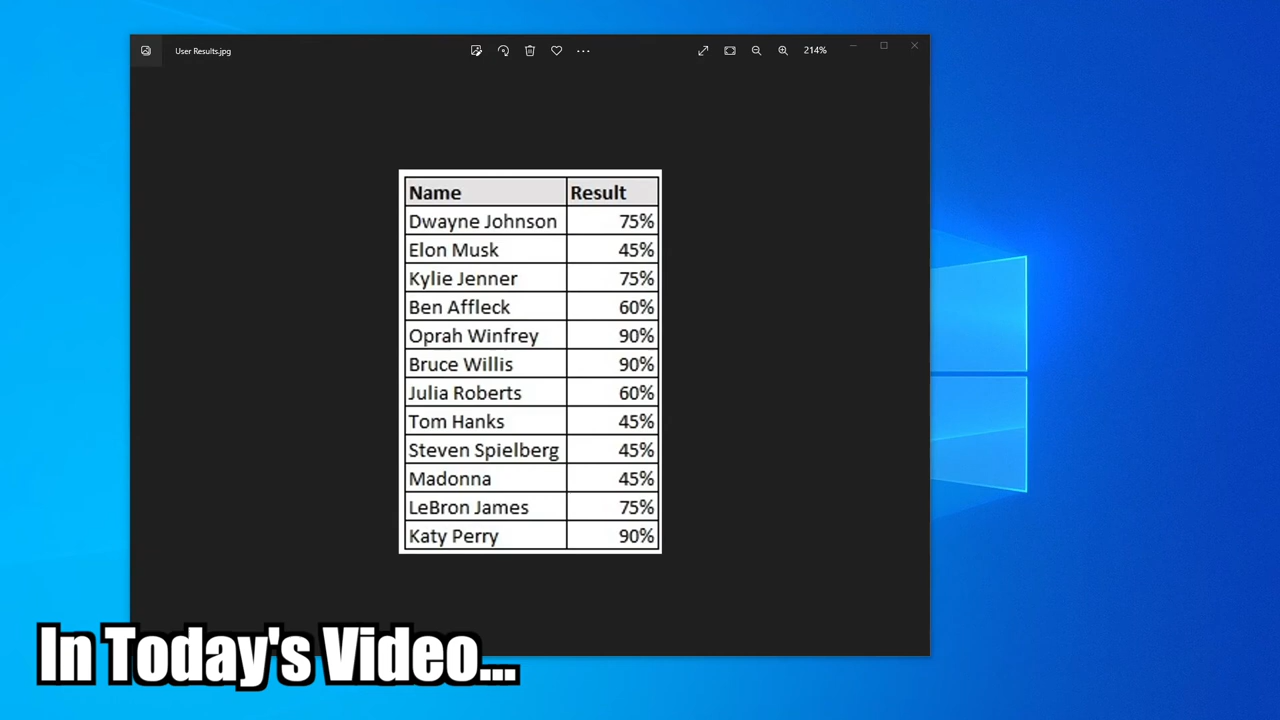 User Results.jpg
214%
Name Result
Dwayne Johnson 75%
Elon Musk 45%
Kylie Jenner 75%
Ben Affleck 60%
Oprah Winfrey 90%
Bruce Willis 90%
Julia Roberts 60%
Tom Hanks 45%
Steven Spielberg 45%
Madonna 45%
LeBron James 75%
Katy Perry 90%
In Today's Video...